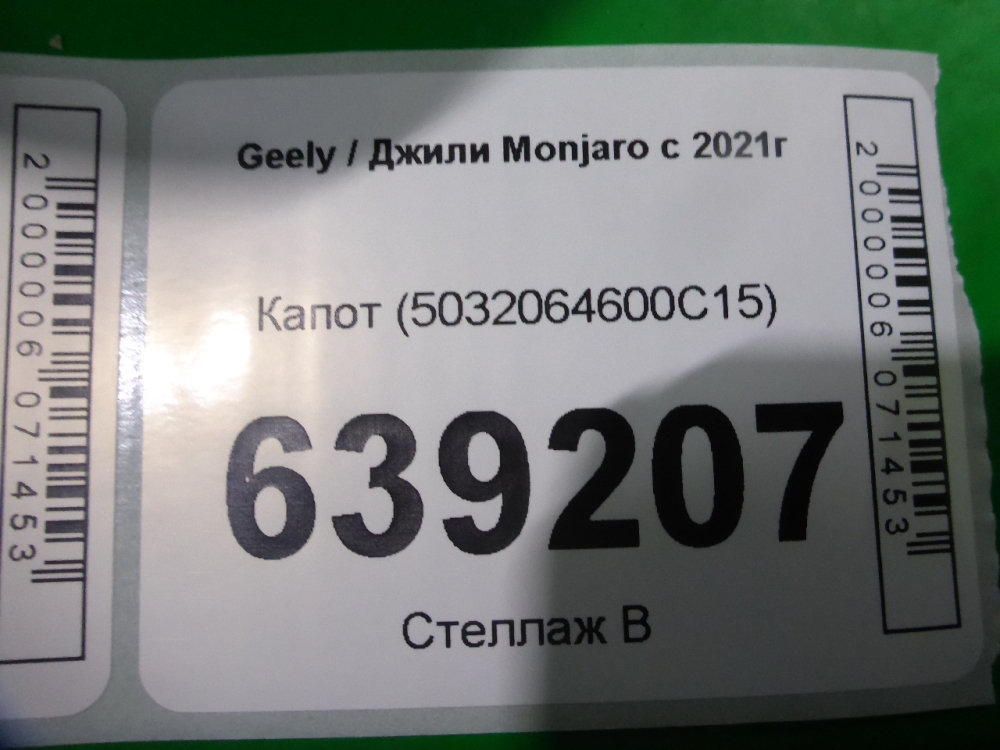 2000006071453
Geely / Джили Monjaro с 2021г
Капот (5032064600C15)
639207
Стеллаж В
2000006071453